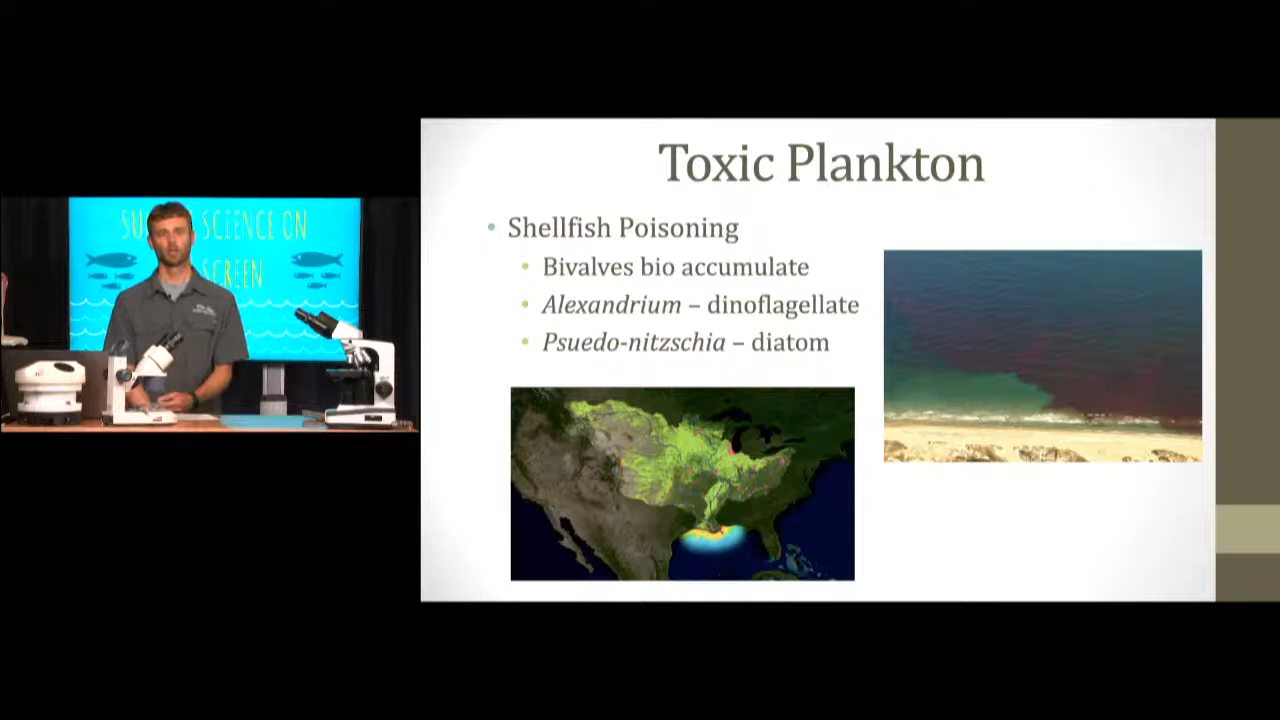 SCIENCE ON
SCREEN
Toxic Plankton
• Shellfish Poisoning
• Bivalves bio accumulate
• Alexandrium – dinoflagellate
• Psuedo-nitzschia – diatom